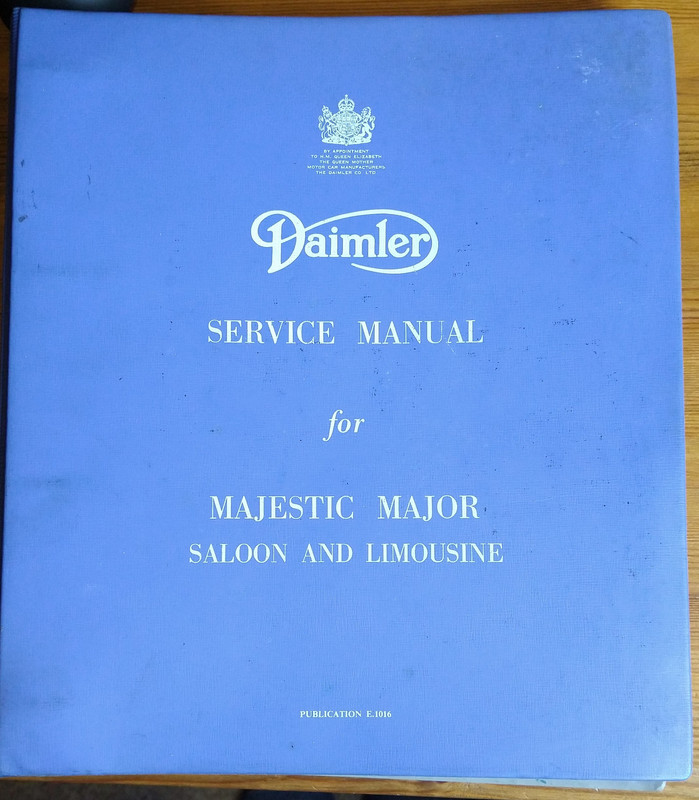 BY APPOINTMENT
TO H.M. QUEEN ELIZABETH
THE QUEEN MOTHER
MOTOR CAR MANUFACTURERS
THE DAIMLER CO. LTD.
Daimler
SERVICE MANUAL
for
MAJESTIC MAJOR
SALOON AND LIMOUSINE
PUBLICATION E.1016